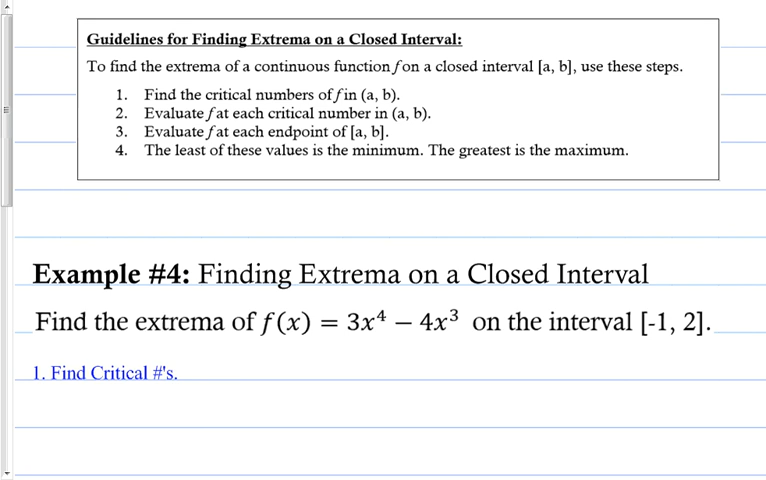 Guidelines for Finding Extrema on a Closed Interval:
To find the extrema of a continuous function f on a closed interval [a, b], use these steps.
1. Find the critical numbers of f in (a, b).
2. Evaluate f at each critical number in (a, b).
3. Evaluate f at each endpoint of [a, b].
4. The least of these values is the minimum. The greatest is the maximum.
Example #4: Finding Extrema on a Closed Interval
Find the extrema of f(x) = 3x⁴ − 4x³ on the interval [-1, 2].
1. Find Critical #'s.